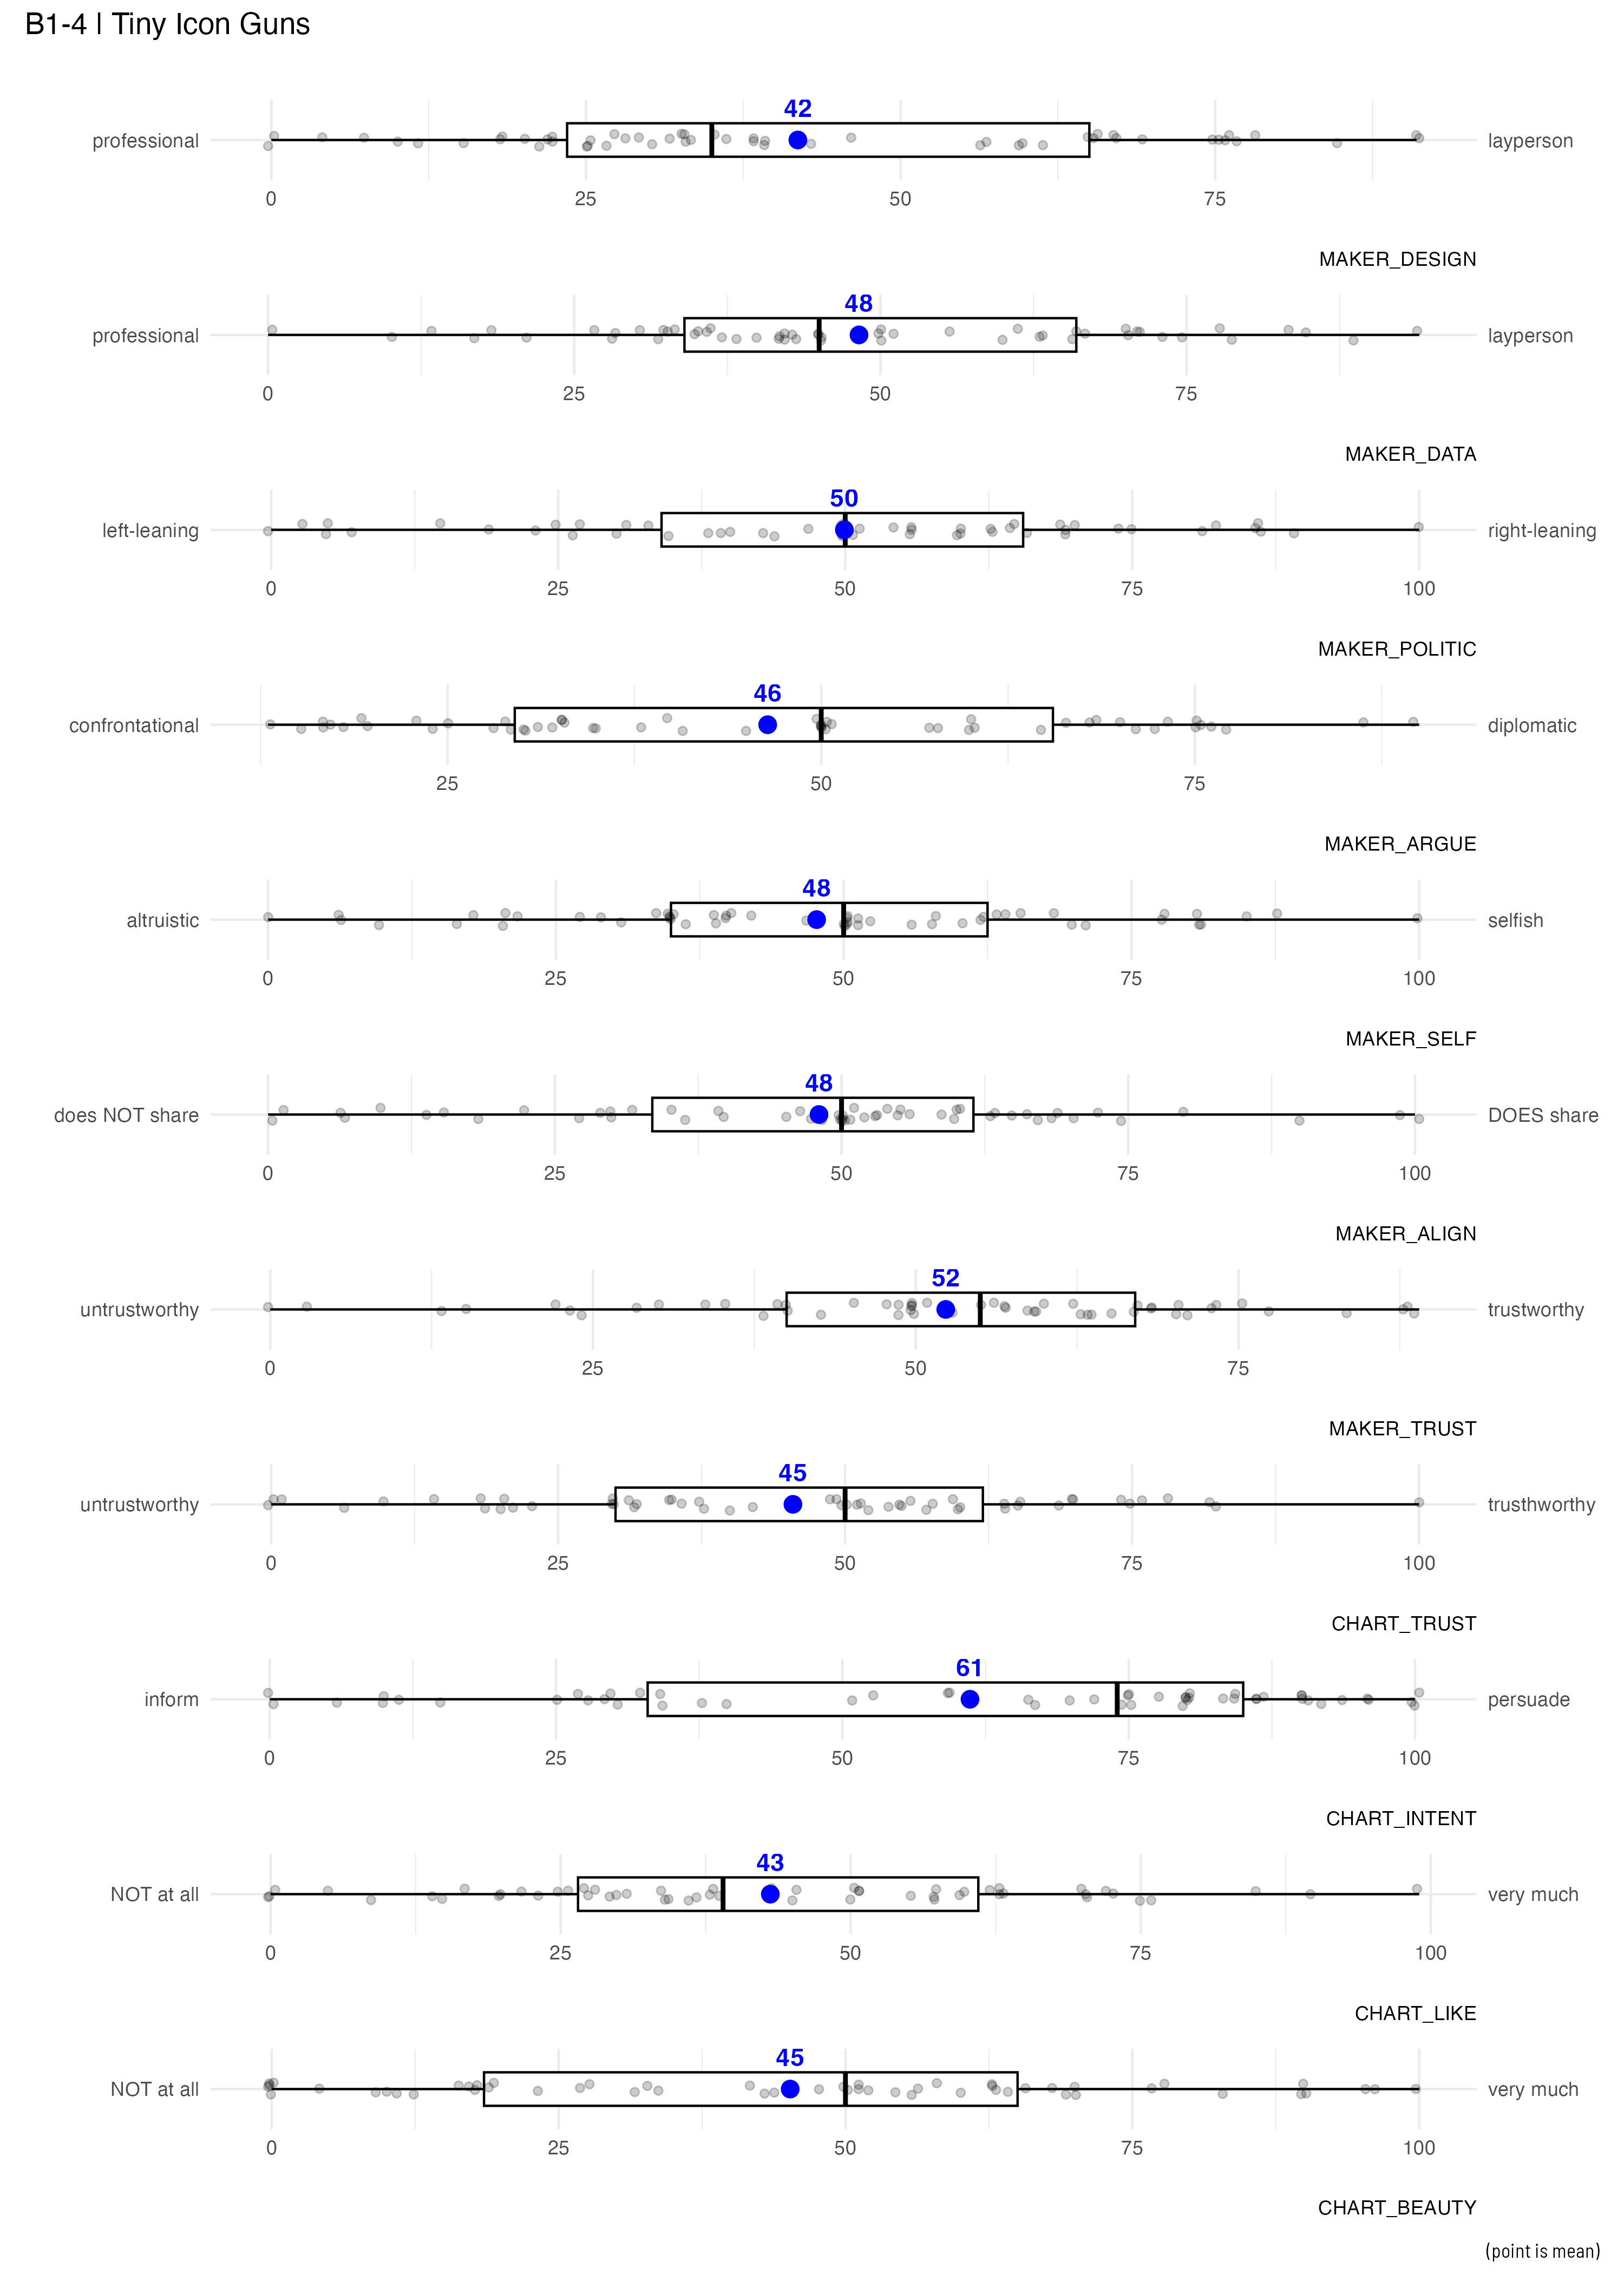 B1-4 | Tiny Icon Guns
42
professional layperson
0 25 50 75
MAKER_DESIGN
48
professional layperson
0 25 50 75
MAKER_DATA
50
left-leaning right-leaning
0 25 50 75 100
MAKER_POLITIC
46
confrontational diplomatic
25 50 75
MAKER_ARGUE
48
altruistic selfish
0 25 50 75 100
MAKER_SELF
48
does NOT share DOES share
0 25 50 75 100
MAKER_ALIGN
52
untrustworthy trustworthy
0 25 50 75
MAKER_TRUST
45
untrustworthy trusthworthy
0 25 50 75 100
CHART_TRUST
61
inform persuade
0 25 50 75 100
CHART_INTENT
43
NOT at all very much
0 25 50 75 100
CHART_LIKE
45
NOT at all very much
0 25 50 75 100
CHART_BEAUTY
(point is mean)